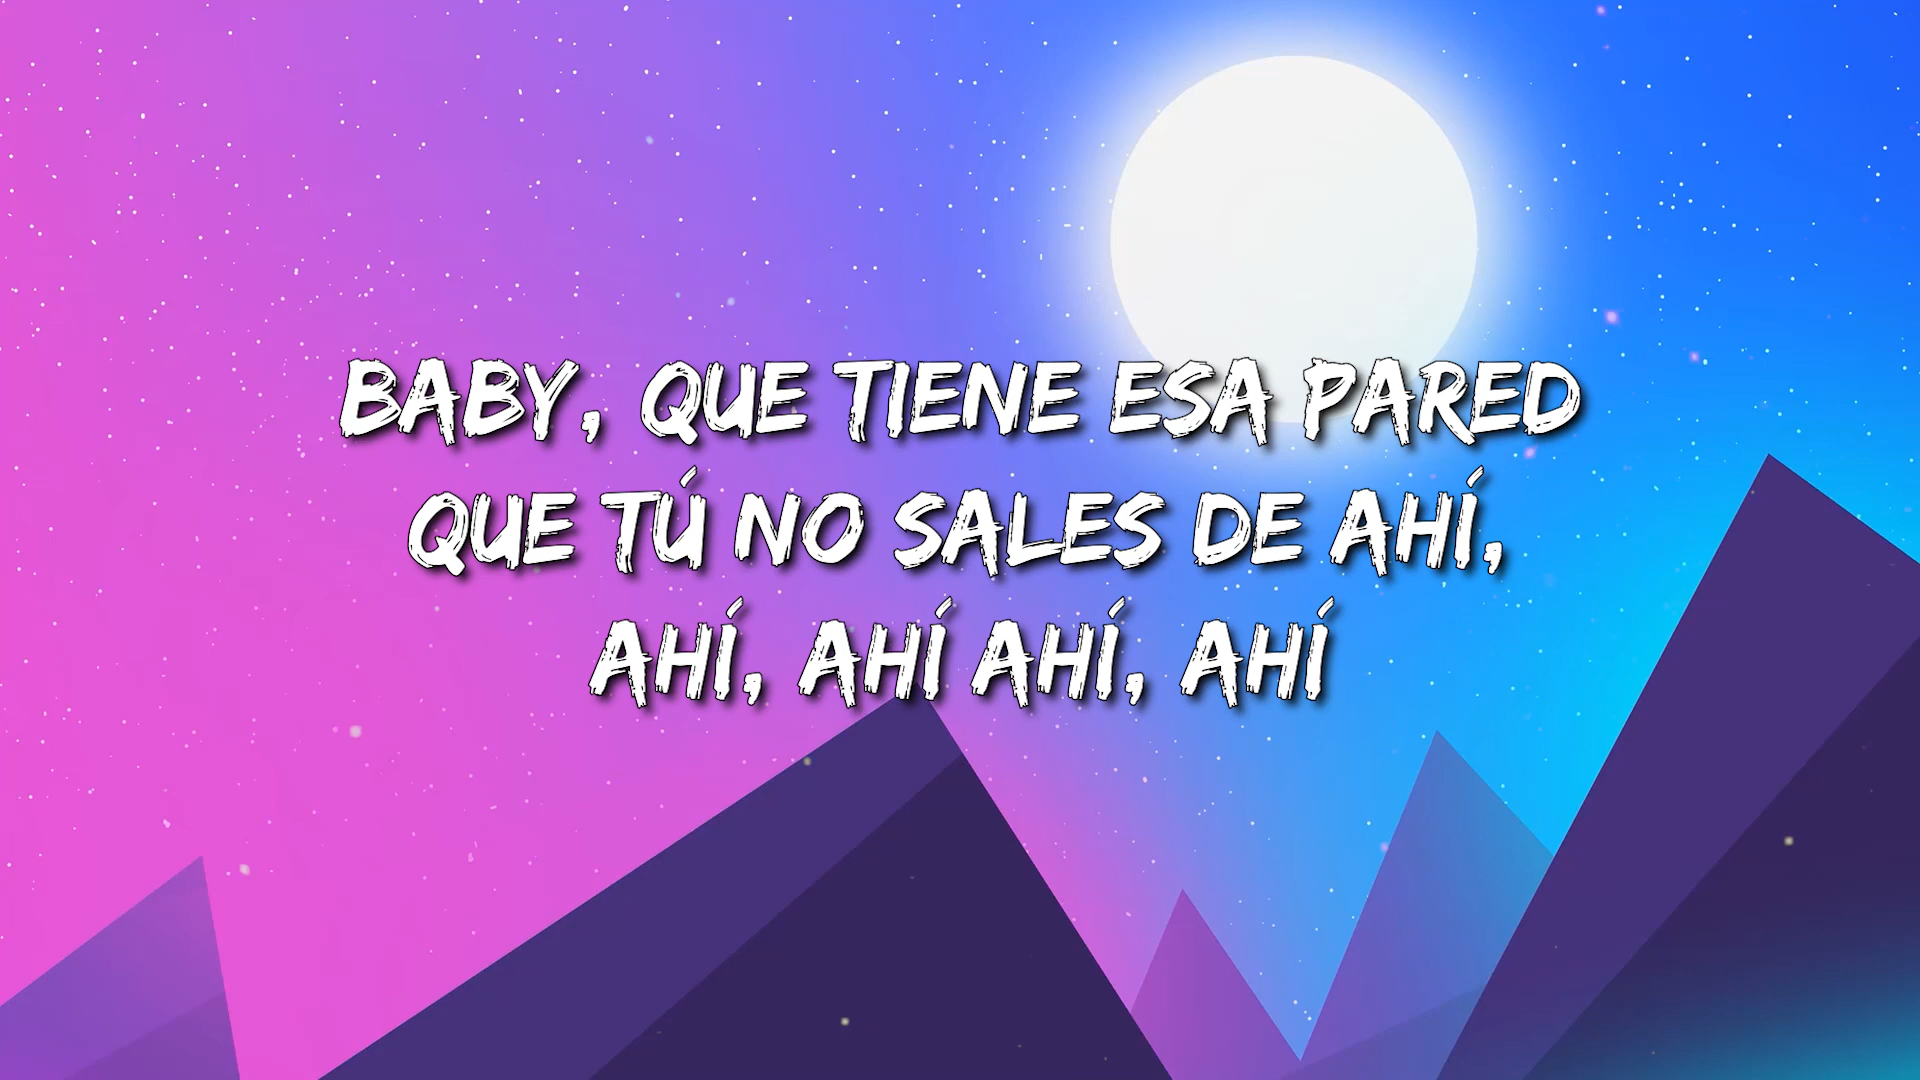 BABY, QUE TIENE ESA PARED
QUE TÚ NO SALES DE AHÍ,
AHÍ, AHÍ AHÍ, AHÍ